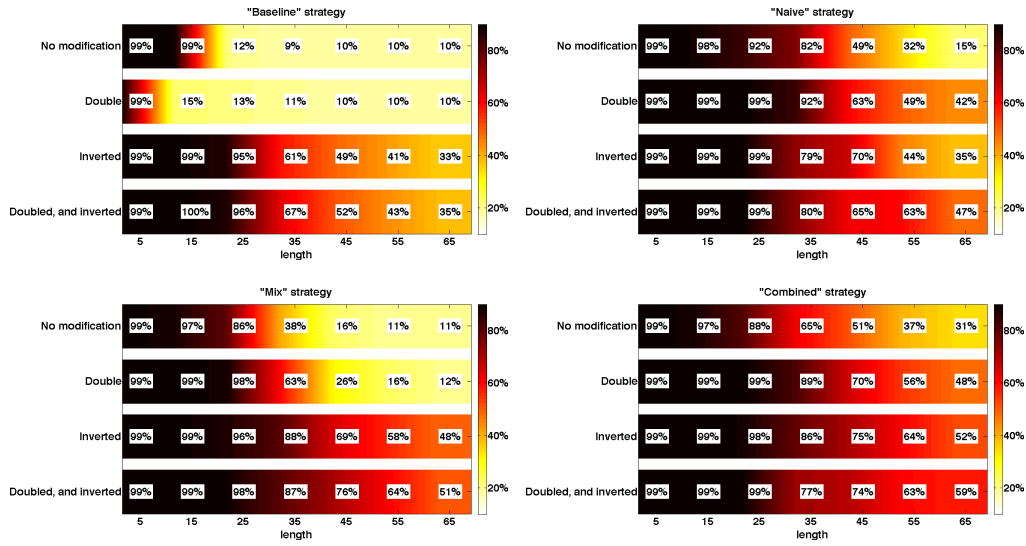 "Baseline" strategy
No modification 99% 99% 12% 9% 10% 10% 10%
Double 99% 15% 13% 11% 10% 10% 10%
Inverted 99% 99% 95% 61% 49% 41% 33%
Doubled, and inverted 99% 100% 96% 67% 52% 43% 35%
5 15 25 35 45 55 65
length
80%
60%
40%
20%
"Naive" strategy
No modification 99% 98% 92% 82% 49% 32% 15%
Double 99% 99% 99% 92% 63% 49% 42%
Inverted 99% 99% 99% 79% 70% 44% 35%
Doubled, and inverted 99% 99% 99% 80% 65% 63% 47%
5 15 25 35 45 55 65
length
80%
60%
40%
20%
"Mix" strategy
No modification 99% 97% 86% 38% 16% 11% 11%
Double 99% 99% 98% 63% 26% 16% 12%
Inverted 99% 99% 96% 88% 69% 58% 48%
Doubled, and inverted 99% 99% 98% 87% 76% 64% 51%
5 15 25 35 45 55 65
length
80%
60%
40%
20%
"Combined" strategy
No modification 99% 97% 88% 65% 51% 37% 31%
Double 99% 99% 99% 89% 70% 56% 48%
Inverted 99% 99% 98% 86% 75% 64% 52%
Doubled, and inverted 99% 99% 99% 77% 74% 63% 59%
5 15 25 35 45 55 65
length
80%
60%
40%
20%